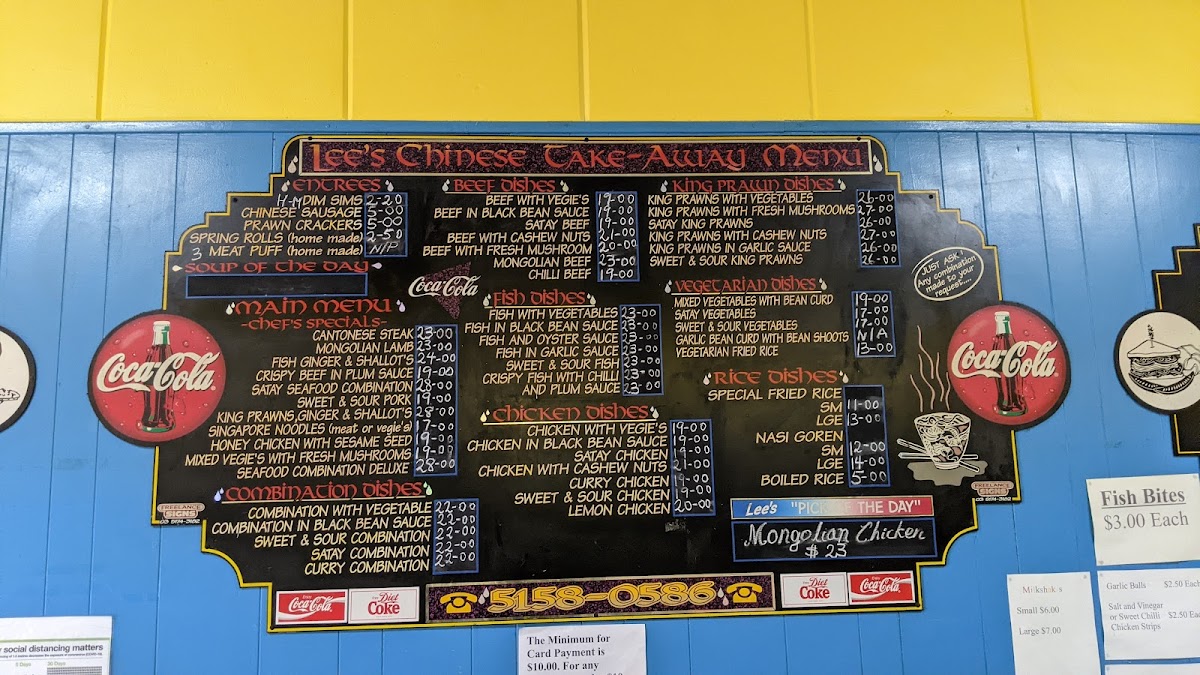 Lee's Chinese Take-Away Menu
Entrees
H-M DIM SIMS 2-20
CHINESE SAUSAGE 5-00
PRAWN CRACKERS 5-00
SPRING ROLLS (home made) 2-50
3 MEAT PUFF (home made) N/P
Soup of the Day
Main Menu
-Chef's Specials-
CANTONESE STEAK 23-00
MONGOLIAN LAMB 23-00
FISH GINGER & SHALLOT'S 24-00
CRISPY BEEF IN PLUM SAUCE 19-00
SATAY SEAFOOD COMBINATION 28-00
SWEET & SOUR PORK 19-00
KING PRAWNS, GINGER & SHALLOT'S 28-00
SINGAPORE NOODLES (meat or vegie's) 17-00
HONEY CHICKEN WITH SESAME SEED 19-00
MIXED VEGIE'S WITH FRESH MUSHROOMS 19-00
SEAFOOD COMBINATION DELUXE 28-00
Combination Dishes
COMBINATION WITH VEGETABLE 22-00
COMBINATION IN BLACK BEAN SAUCE 22-00
SWEET & SOUR COMBINATION 22-00
SATAY COMBINATION 22-00
CURRY COMBINATION 22-00
Beef Dishes
BEEF WITH VEGIE'S 19-00
BEEF IN BLACK BEAN SAUCE 19-00
SATAY BEEF 19-00
BEEF WITH CASHEW NUTS 21-00
BEEF WITH FRESH MUSHROOM 20-00
MONGOLIAN BEEF 23-00
CHILLI BEEF 19-00
Coca-Cola
Fish Dishes
FISH WITH VEGETABLES 23-00
FISH IN BLACK BEAN SAUCE 23-00
FISH AND OYSTER SAUCE 23-00
FISH IN GARLIC SAUCE 23-00
SWEET & SOUR FISH 23-00
CRISPY FISH WITH CHILLI
AND PLUM SAUCE 23-00
Chicken Dishes
CHICKEN WITH VEGIE'S 19-00
CHICKEN IN BLACK BEAN SAUCE 19-00
SATAY CHICKEN 19-00
CHICKEN WITH CASHEW NUTS 21-00
CURRY CHICKEN 19-00
SWEET & SOUR CHICKEN 19-00
LEMON CHICKEN 20-00
King Prawn Dishes
KING PRAWNS WITH VEGETABLES 26-00
KING PRAWNS WITH FRESH MUSHROOMS 27-00
SATAY KING PRAWNS 26-00
KING PRAWNS WITH CASHEW NUTS 27-00
KING PRAWNS IN GARLIC SAUCE 26-00
SWEET & SOUR KING PRAWNS 26-00
Vegetarian Dishes
MIXED VEGETABLES WITH BEAN CURD 19-00
SATAY VEGETABLES 17-00
SWEET & SOUR VEGETABLES 17-00
GARLIC BEAN CURD WITH BEAN SHOOTS N/A
VEGETARIAN FRIED RICE 13-00
JUST ASK!
Any combination
made to your
request....
Rice Dishes
SPECIAL FRIED RICE
SM 11-00
LGE 13-00
NASI GOREN
SM 12-00
LGE 14-00
BOILED RICE 5-00
Lee's "PICK OF THE DAY"
Mongolian Chicken
$ 23
Coca-Cola
Coca-Cola
FREELANCE
SIGNS
FREELANCE
SIGNS
Coca-Cola
Diet
Coke
5158-0586
Diet
Coke
Coca-Cola
Fish Bites
$3.00 Each
Milkshakes
Small $6.00
Large $7.00
Garlic Balls $2.50 Each
Salt and Vinegar
or Sweet Chilli $2.50
Chicken Strips
The Minimum for
Card Payment is
$10.00. For any
social distancing matters